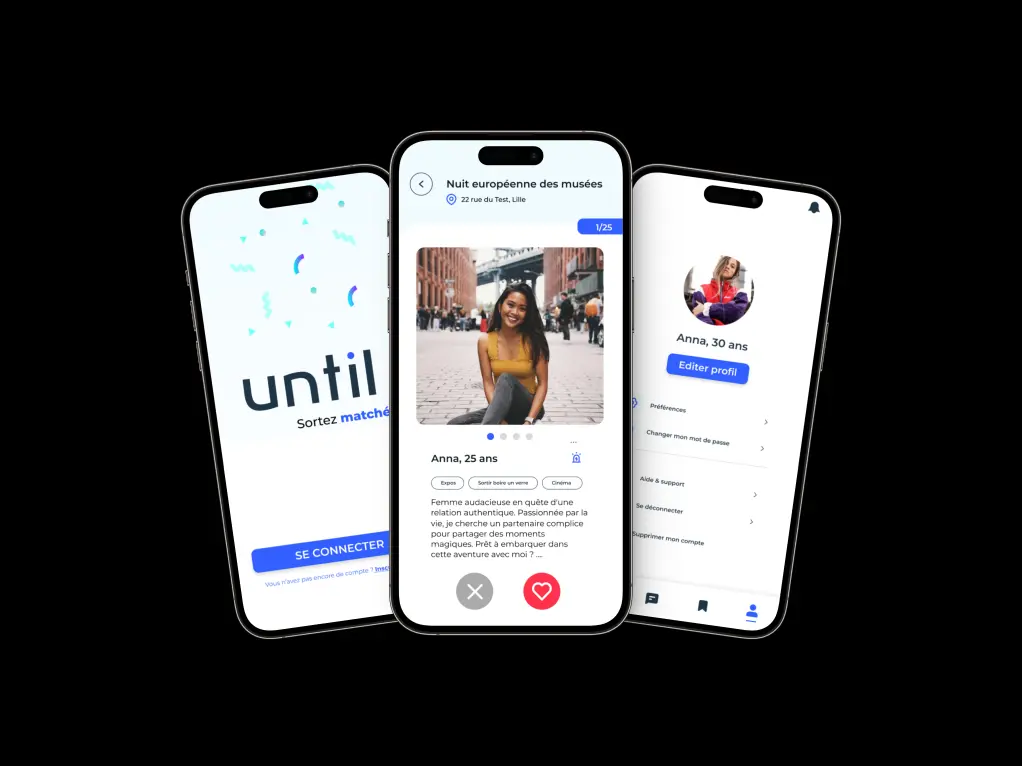 until
Sortez matché
SE CONNECTER
Vous n'avez pas encore de compte ?
Nuit européenne des musées
22 rue du Test, Lille
1/25
...
Anna, 25 ans
Expos
Sortir boire un verre
Cinéma
Femme audacieuse en quête d'une
relation authentique. Passionnée par la
vie, je cherche un partenaire complice
pour partager des moments
magiques. Prêt à embarquer dans
cette aventure avec moi ? ...
Anna, 30 ans
Editer profil
Préférences
Changer mon mot de passe
Aide & support
Se déconnecter
Supprimer mon compte